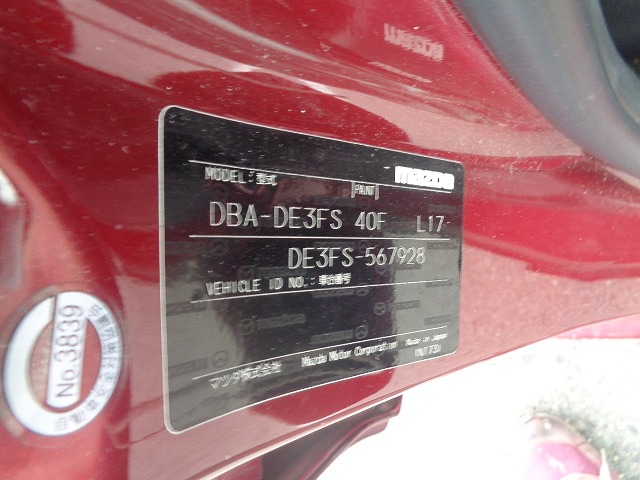 mazda
MODEL:型式
PAINT
DBA-DE3FS 40F L17-
DE3FS-567928
VEHICLE ID NO.:車台番号
マツダ株式会社
Mazda Motor Corporation
Made in Japan
No.3839